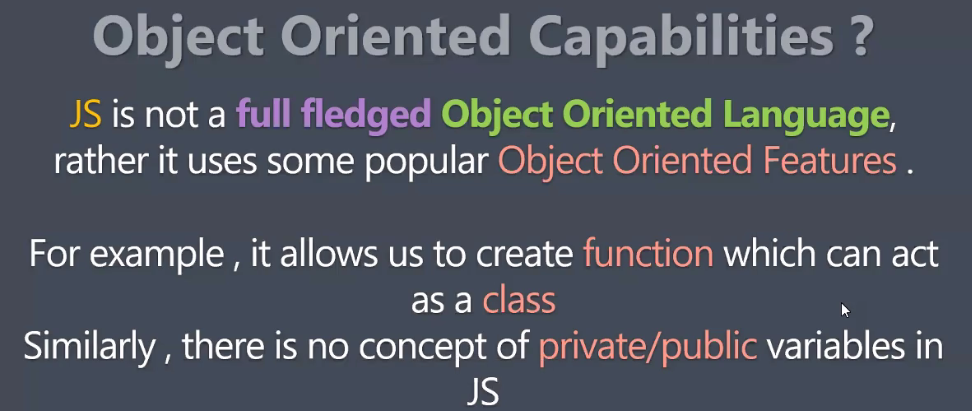 Object Oriented Capabilities ?
JS is not a full fledged Object Oriented Language,
rather it uses some popular Object Oriented Features .
For example , it allows us to create function which can act
as a class
Similarly , there is no concept of private/public variables in
JS